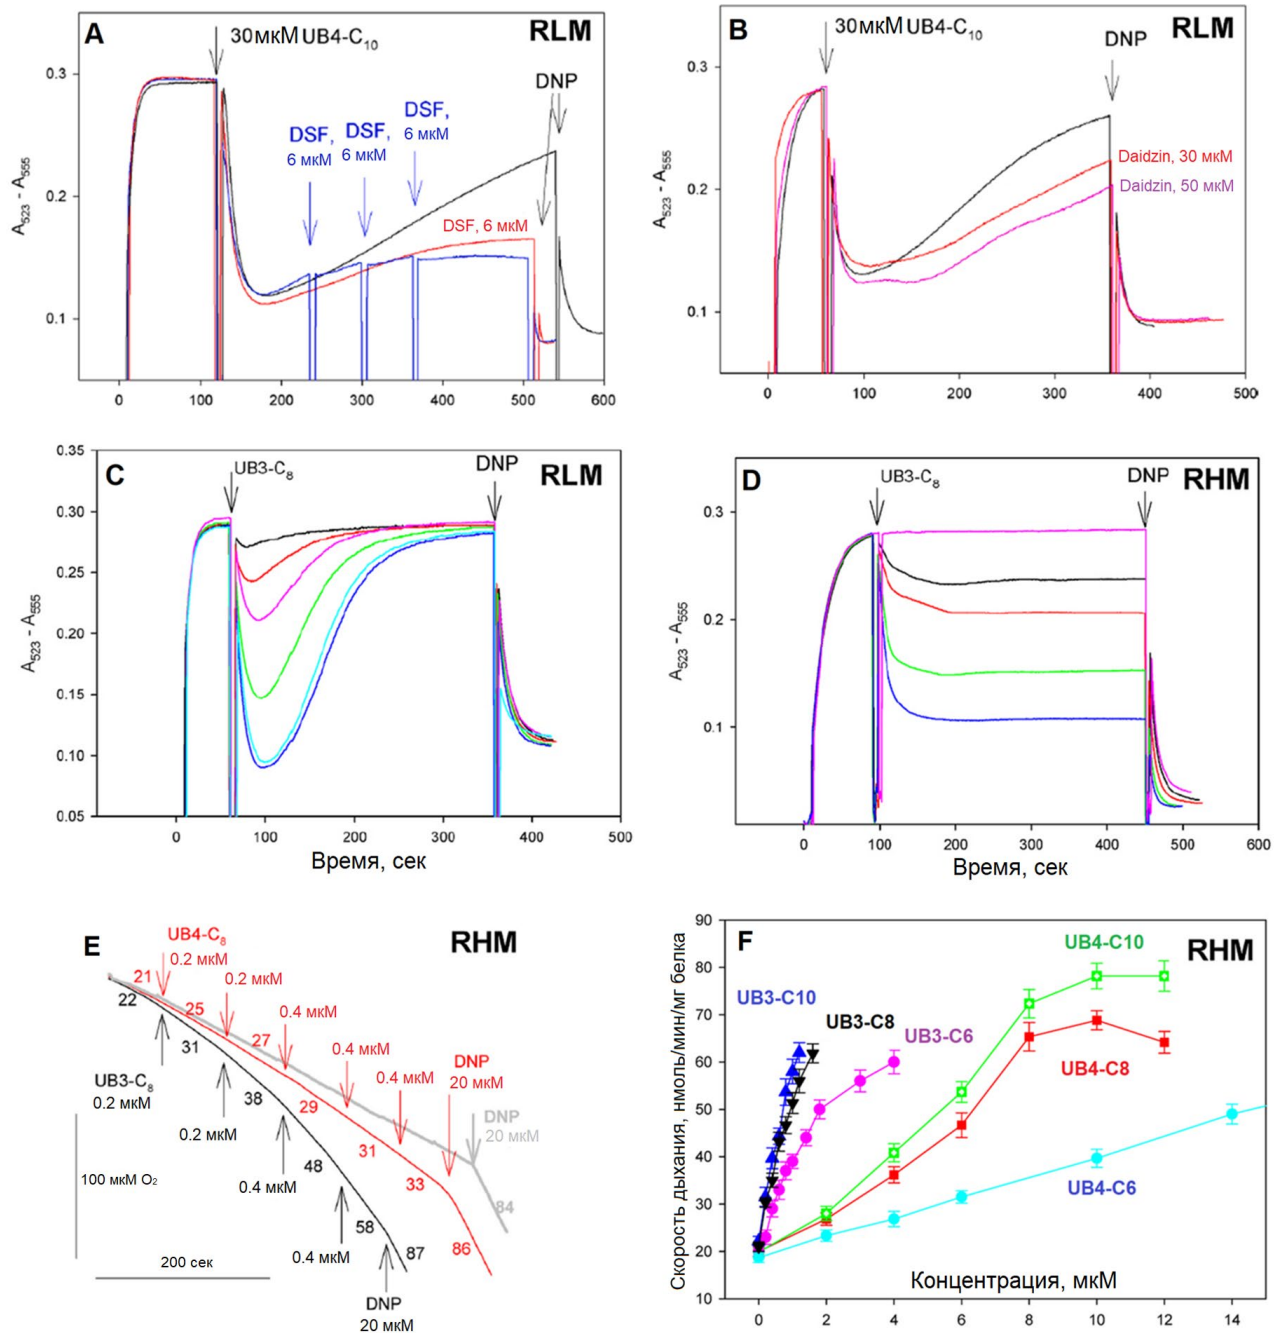 A
30мкМ UB4-C10
RLM
DNP
DSF,
6 мкМ
DSF,
6 мкМ
DSF,
6 мкМ
DSF, 6 мкМ
A523 - A555
0.3
0.2
0.1
0 100 200 300 400 500 600
B
30 мкМ UB4-C10
RLM
DNP
Daidzin, 30 мкМ
Daidzin, 50 мкМ
A523 - A555
0.3
0.2
0.1
0 100 200 300 400 500
C
UB3-C8
DNP
RLM
A523 - A555
0.35
0.30
0.25
0.20
0.15
0.10
0.05
0 100 200 300 400 500
Время, сек
D
UB3-C8
DNP
RHM
A523 - A555
0.3
0.2
0.1
0 100 200 300 400 500 600
Время, сек
E
RHM
UB4-C8
0.2 мкМ
0.2 мкМ
0.4 мкМ
0.4 мкМ
0.4 мкМ
DNP
20 мкМ
DNP
20 мкМ
21
25
27
29
31
33
86
84
22
31
38
48
58
87
UB3-C8
0.2 мкМ
0.2 мкМ
0.4 мкМ
0.4 мкМ
DNP
20 мкМ
100 мкМ O2
200 сек
F
RHM
UB4-C10
UB3-C10
UB3-C8
UB3-C6
UB4-C8
UB4-C6
Скорость дыхания, нмоль/мин/мг белка
90
80
70
60
50
40
30
20
10
Концентрация, мкМ
0 2 4 6 8 10 12 14